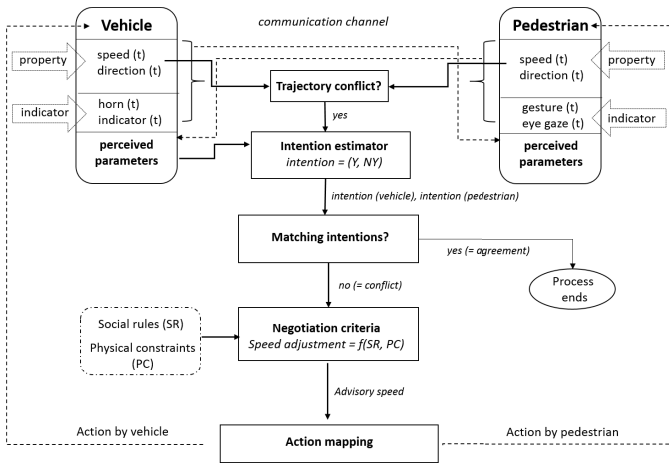 Vehicle
communication channel
Pedestrian
property
speed (t)
direction (t)
speed (t)
direction (t)
property
Trajectory conflict?
indicator
horn (t)
indicator (t)
gesture (t)
eye gaze (t)
indicator
yes
perceived
parameters
Intention estimator
intention = (Y, NY)
perceived
parameters
intention (vehicle), intention (pedestrian)
Matching intentions?
yes (= agreement)
Process
ends
no (= conflict)
Social rules (SR)
Physical constraints
(PC)
Negotiation criteria
Speed adjustment = f(SR, PC)
Advisory speed
Action by vehicle
Action mapping
Action by pedestrian